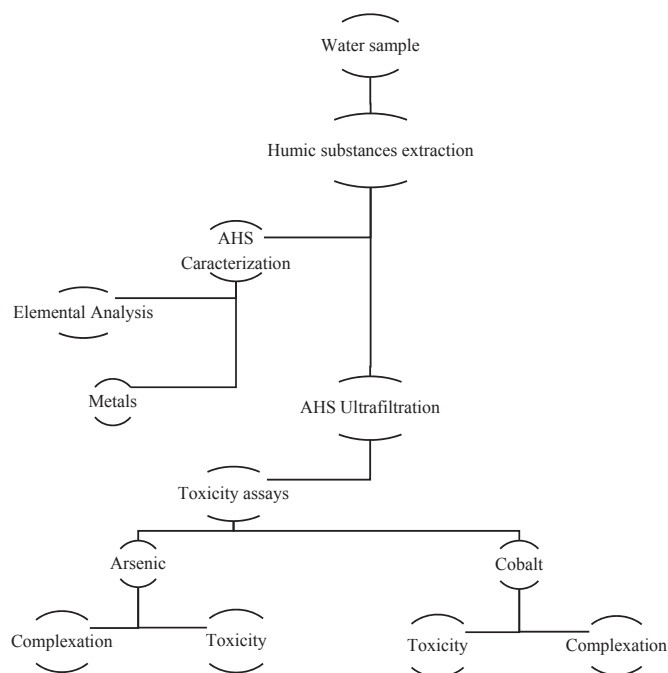 Water sample
Humic substances extraction
AHS
Caracterization
Elemental Analysis
Metals
AHS Ultrafiltration
Toxicity assays
Arsenic
Cobalt
Complexation
Toxicity
Toxicity
Complexation